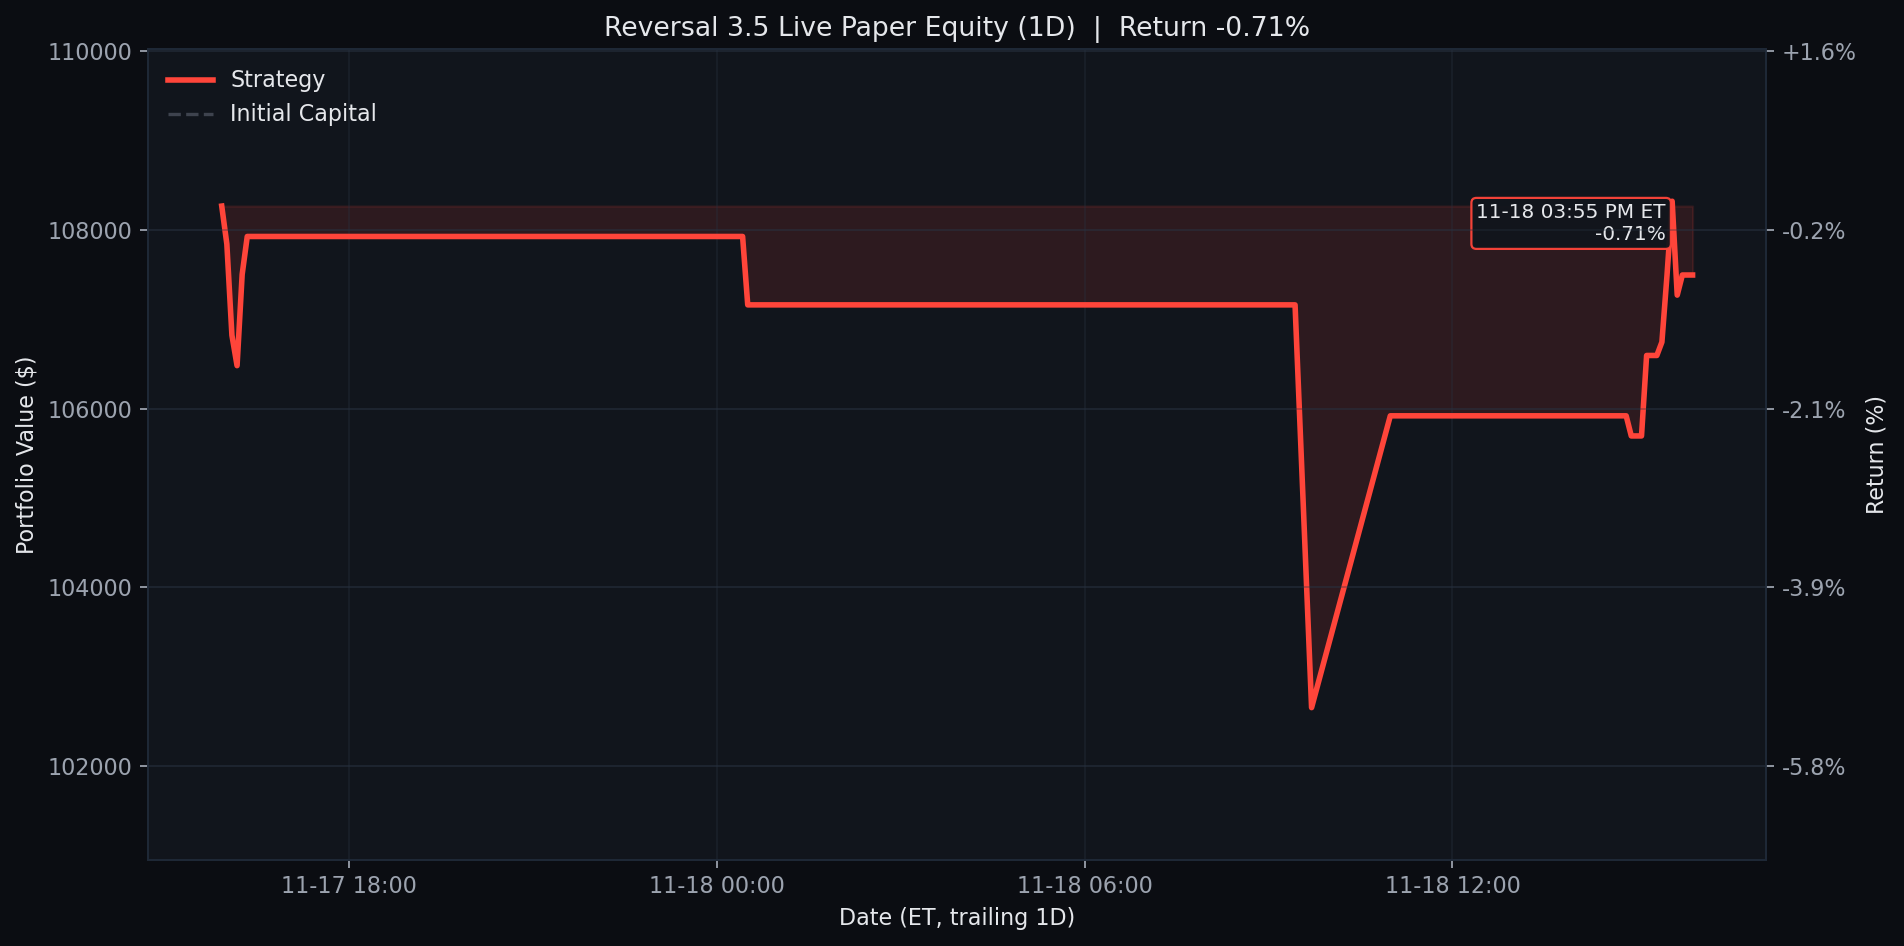 Reversal 3.5 Live Paper Equity (1D)  |  Return -0.71%
Strategy
Initial Capital
11-18 03:55 PM ET
-0.71%
110000
108000
106000
104000
102000
Portfolio Value ($)
+1.6%
-0.2%
-2.1%
-3.9%
-5.8%
Return (%)
11-17 18:00
11-18 00:00
11-18 06:00
11-18 12:00
Date (ET, trailing 1D)